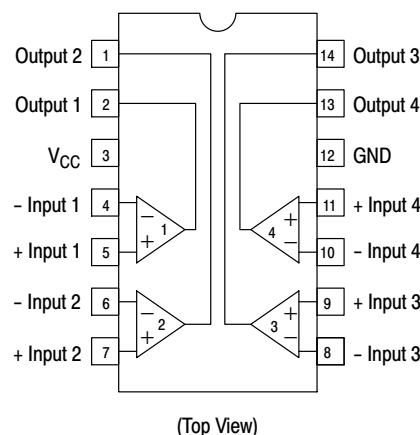 Output 2 1 14 Output 3
Output 1 2 13 Output 4
VCC 3 12 GND
– Input 1 4 – 1 + 4 11 + Input 4
+ Input 1 5 + – 10 – Input 4
– Input 2 6 – 2 + 3 9 + Input 3
+ Input 2 7 + – 8 – Input 3
(Top View)